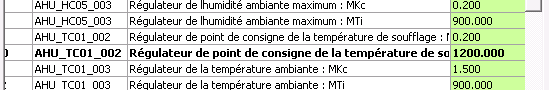 AHU_HC05_003 Régulateur de lhumidité ambiante maximum : MKc 0.200
AHU_HC05_003 Régulateur de lhumidité ambiante maximum : MTi 900.000
AHU_TC01_002 Régulateur de point de consigne de la température de soufflage : M 0.200
0 AHU_TC01_002 Régulateur de point de consigne de la température de so 1200.000
AHU_TC01_003 Régulateur de la température ambiante : MKc 1.500
AHU_TC01_003 Régulateur de la température ambiante : MTi 900.000